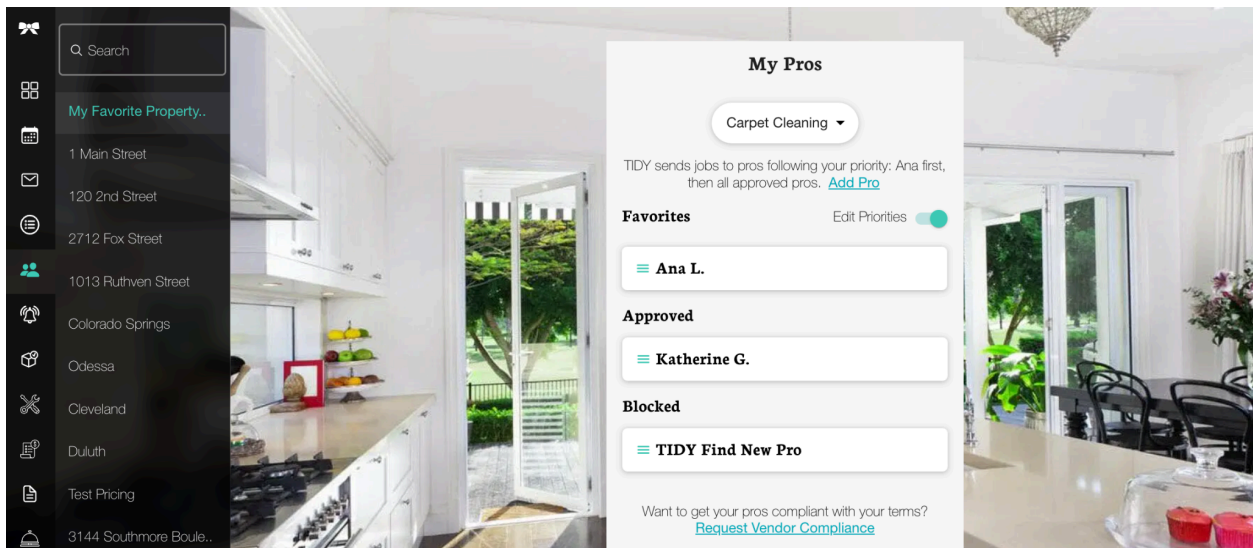 Search
My Favorite Property..
1 Main Street
120 2nd Street
2712 Fox Street
1013 Ruthven Street
Colorado Springs
Odessa
Cleveland
Duluth
Test Pricing
3144 Southmore Boule..
My Pros
Carpet Cleaning
TIDY sends jobs to pros following your priority: Ana first,
then all approved pros. Add Pro
Favorites Edit Priorities
Ana L.
Approved
Katherine G.
Blocked
TIDY Find New Pro
Want to get your pros compliant with your terms?
Request Vendor Compliance